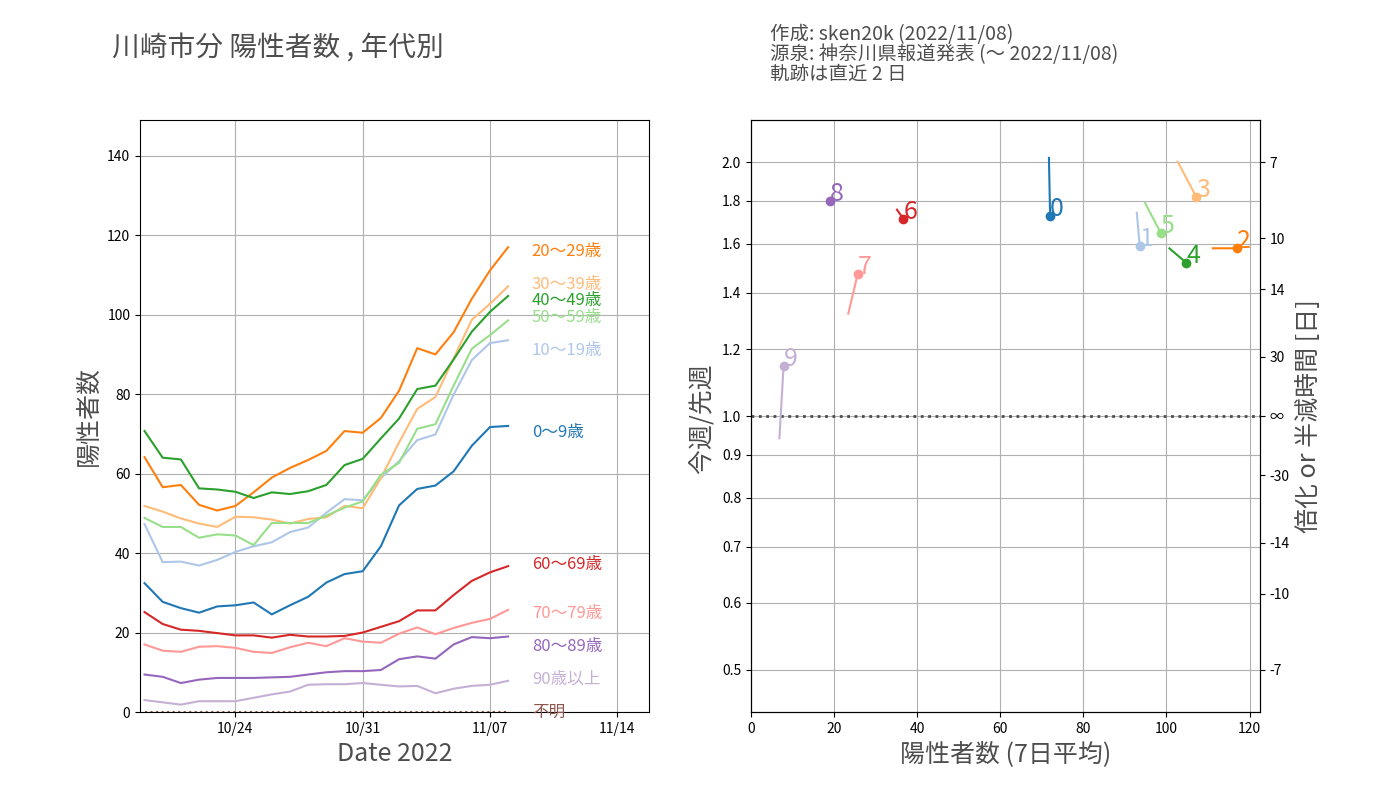 川崎市分 陽性者数 , 年代別
作成: sken20k (2022/11/08)
源泉: 神奈川県報道発表 (〜 2022/11/08)
軌跡は直近 2 日
陽性者数
140
120
100
80
60
40
20
0
10/24
10/31
11/07
11/14
Date 2022
20〜29歳
30〜39歳
40〜49歳
50〜59歳
10〜19歳
0〜9歳
60〜69歳
70〜79歳
80〜89歳
90歳以上
不明
今週/先週
2.0
1.8
1.6
1.4
1.2
1.0
0.9
0.8
0.7
0.6
0.5
8
6
0
3
5
1
2
4
7
9
0
20
40
60
80
100
120
陽性者数 (7日平均)
7
10
14
30
∞
-30
-14
-10
-7
倍化 or 半減時間 [日]